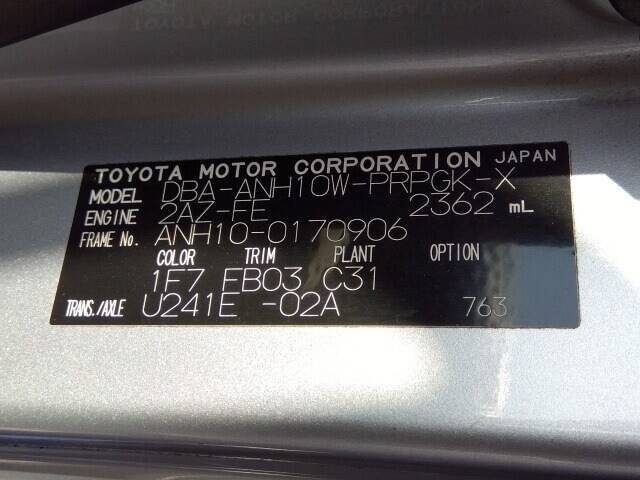 TOYOTA MOTOR CORPORATION JAPAN
MODEL DBA-ANH10W-PRPGK-X
ENGINE 2AZ-FE 2362 mL
FRAME No. ANH10-0170906
COLOR TRIM PLANT OPTION
1F7 FB03 C31
TRANS./AXLE U241E -02A 763